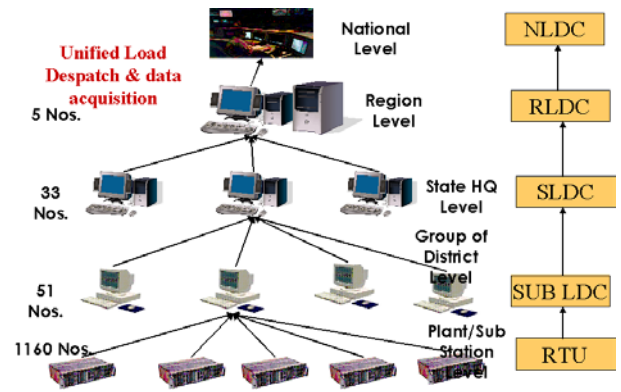 National
Level
NLDC
Unified Load
Despatch & data
acquisition
5 Nos.
Region
Level
RLDC
33
Nos.
State HQ
Level
SLDC
Group of
District
Level
51
Nos.
SUB LDC
Plant/Sub
Station
Level
1160 Nos.
RTU